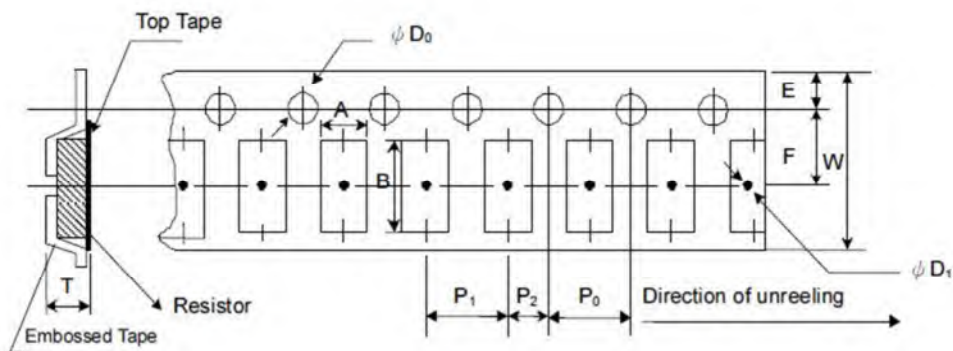 Top Tape
ψ D₀
A
E
B
F
W
ψ D₁
T
Resistor
P₁
P₂
P₀
Direction of unreeling
Embossed Tape